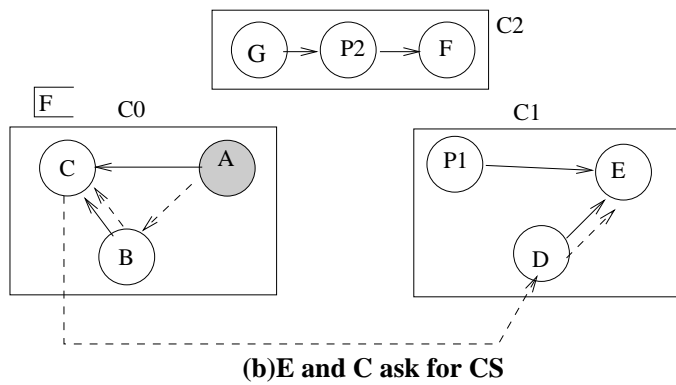 C2
G P2 F
F
C0
C1
C A
P1 E
B
D
(b)E and C ask for CS